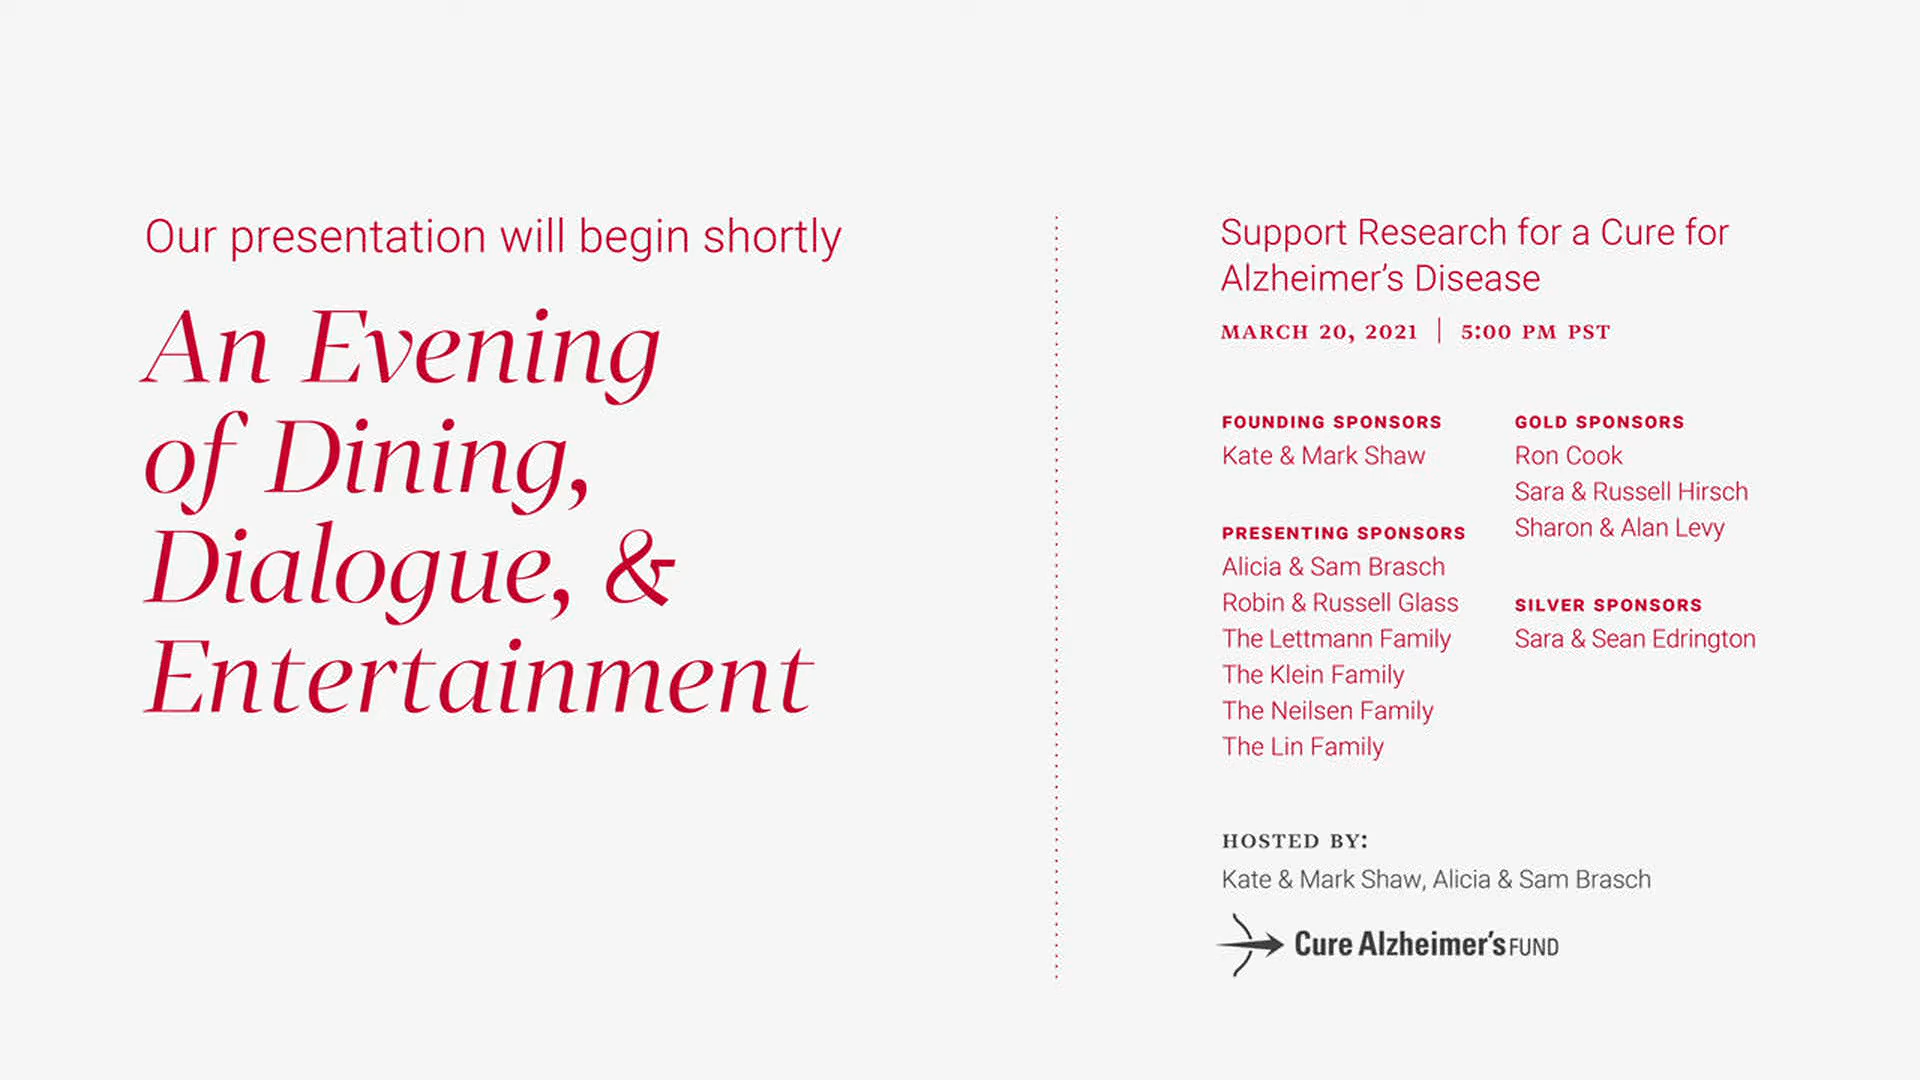 Our presentation will begin shortly
An Evening
of Dining,
Dialogue, &
Entertainment
Support Research for a Cure for
Alzheimer’s Disease
MARCH 20, 2021 | 5:00 PM PST
FOUNDING SPONSORS
Kate & Mark Shaw
PRESENTING SPONSORS
Alicia & Sam Brasch
Robin & Russell Glass
The Lettmann Family
The Klein Family
The Neilsen Family
The Lin Family
GOLD SPONSORS
Ron Cook
Sara & Russell Hirsch
Sharon & Alan Levy
SILVER SPONSORS
Sara & Sean Edrington
HOSTED BY:
Kate & Mark Shaw, Alicia & Sam Brasch
Cure Alzheimer’s FUND